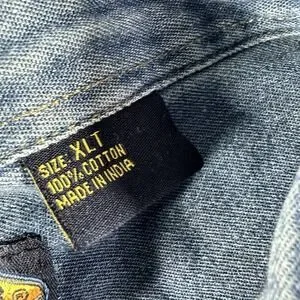 SIZE XLT
100% COTTON
MADE IN INDIA